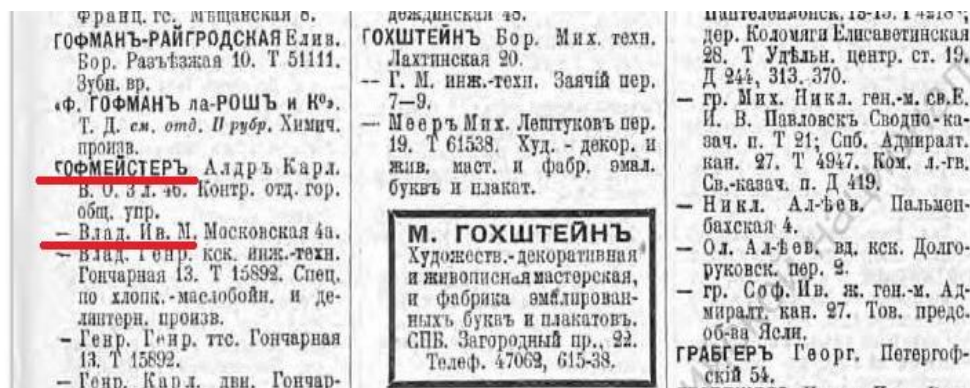 Франц. гс. Мѣщанская 8.
ГОФМАНЪ-РАЙГРОДСКАЯ Елив.
Бор. Разъѣзжая 10. Т 51111.
Зубн. вр.
«Ф. ГОФМАНЪ ла-РОШЪ и К°».
Т. Д. см. отд. II рубр. Химич.
произв.
ГОФМЕЙСТЕРЪ Алдръ Карл.
В. О. 3 л. 46. Контр. отд. гор.
общ. упр.
— Влад. Ив. М. Московская 4а.
— Влад. Генр. кск. инж.-техн.
Гончарная 13. Т 15892. Спец.
по хлопк.-маслобойн. и де-
лянтерн. произв.
— Генр. Генр. ттс. Гончарная
13. Т 15892.
— Генр. Карл. двн. Гончар-
дождинская 48.
ГОХШТЕЙНЪ Бор. Мих. техн.
Лахтинская 20.
— Г. М. инж.-техн. Заячій пер.
7—9.
— Мееръ Мих. Лештуковъ пер.
19. Т 61538. Худ.-декор. и
жив. маст. и фабр. эмал.
буквъ и плакат.
М. ГОХШТЕЙНЪ
Художеств.-декоративная
и живописная мастерская,
и фабрика эмалирован-
ныхъ буквъ и плакатовъ.
СПБ. Загородный пр., 22.
Телеф. 47062, 615-38.
Пантелеймонск. 13-15. Т
дер. Коломяги Елисаветинская
28. Т Удѣльн. центр. ст. 19.
Д 244, 313. 370.
— гр. Мих. Никл. ген.-м. св. Е.
И. В. Павловскъ Сводно-ка-
зач. п. Т 21; Спб. Адмиралт.
кан. 27. Т 4947. Ком. л.-гв.
Св.-казач. п. Д 419.
— Никл. Ал-ѣев. Пальмен-
бахская 4.
— Ол. Ал-ѣев. вд. кск. Долго-
руковск. пер. 2.
— гр. Соф. Ив. ж. ген.-м. Ад-
миралт. кан. 27. Тов. предс.
об-ва Ясли.
ГРАБГЕРЪ Георг. Петергоф-
скій 54.